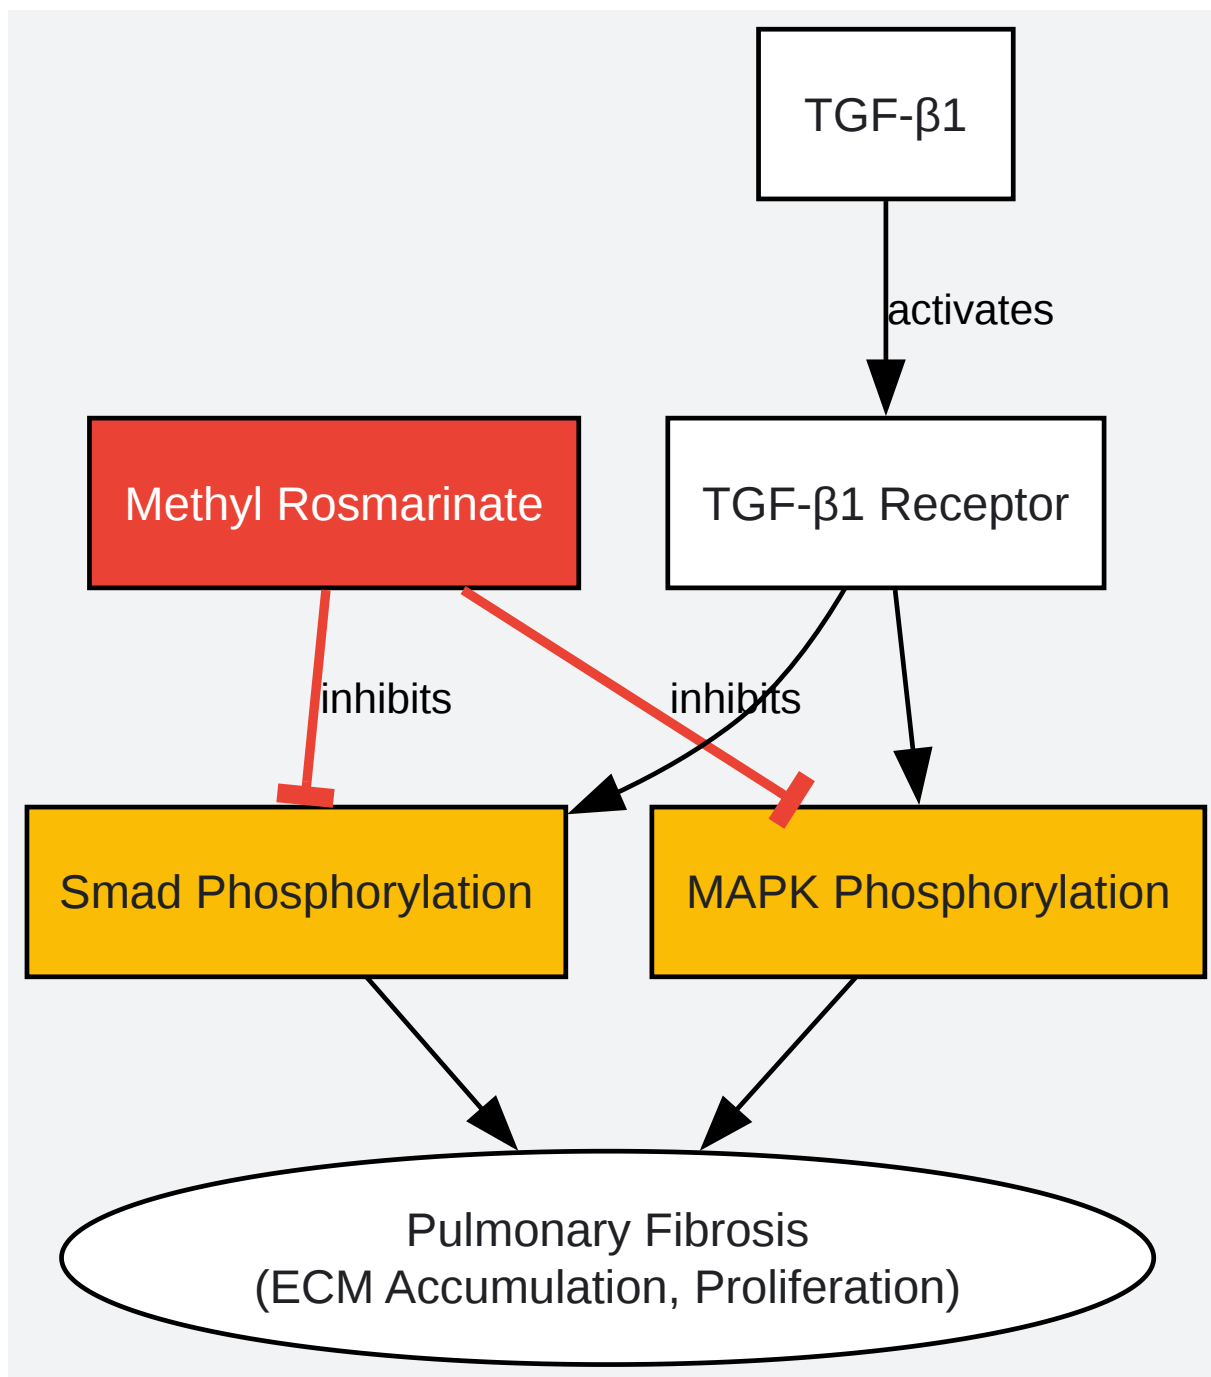 TGF-β1
activates
Methyl Rosmarinate
TGF-β1 Receptor
inhibits
inhibits
Smad Phosphorylation
MAPK Phosphorylation
Pulmonary Fibrosis
(ECM Accumulation, Proliferation)